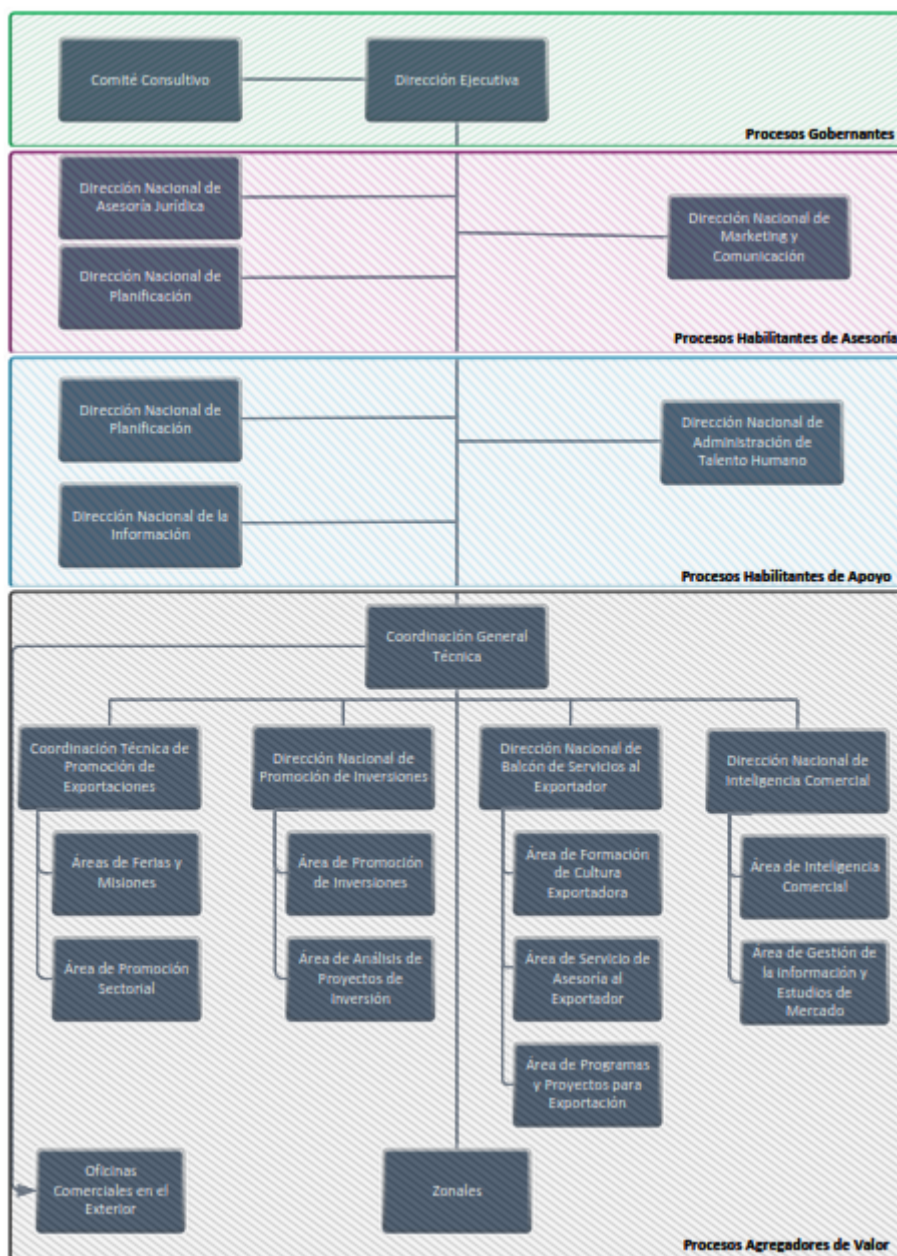 Comité Consultivo
Dirección Ejecutiva
Procesos Gobernantes
Dirección Nacional de
Asesoría Jurídica
Dirección Nacional de
Marketing y
Comunicación
Dirección Nacional de
Planificación
Procesos Habilitantes de Asesoría
Dirección Nacional de
Planificación
Dirección Nacional de
Administración de
Talento Humano
Dirección Nacional de la
Información
Procesos Habilitantes de Apoyo
Coordinación General
Técnica
Coordinación Técnica de
Promoción de
Exportaciones
Dirección Nacional de
Promoción de Inversiones
Dirección Nacional de
Balcón de Servicios al
Exportador
Dirección Nacional de
Inteligencia Comercial
Áreas de Ferias y
Misiones
Área de Promoción
de Inversiones
Área de Formación
de Cultura
Exportadora
Área de Inteligencia
Comercial
Área de Promoción
Sectorial
Área de Análisis de
Proyectos de
Inversión
Área de Servicio de
Asesoría al
Exportador
Área de Gestión de
la Información y
Estudios de
Mercado
Área de Programas
y Proyectos para
Exportación
Oficinas
Comerciales en el
Exterior
Zonales
Procesos Agregadores de Valor